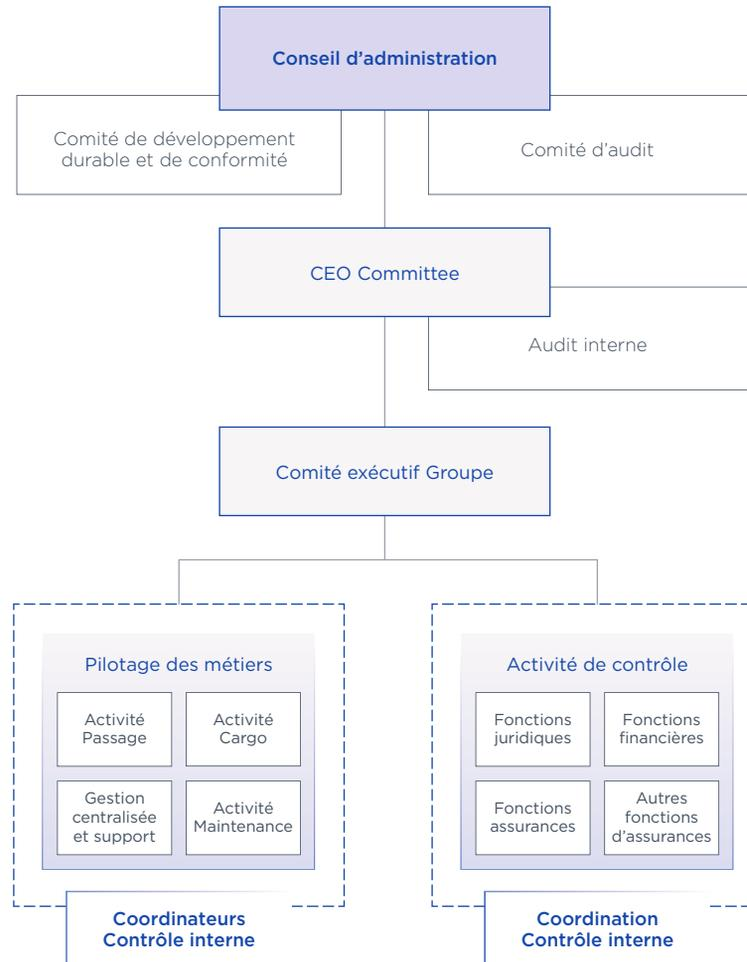 Conseil d'administration
Comité de développement
durable et de conformité
Comité d'audit
CEO Committee
Audit interne
Comité exécutif Groupe
Pilotage des métiers
Activité
Passage
Activité
Cargo
Gestion
centralisée
et support
Activité
Maintenance
Coordinateurs
Contrôle interne
Activité de contrôle
Fonctions
juridiques
Fonctions
financières
Fonctions
assurances
Autres
fonctions
d'assurances
Coordination
Contrôle interne